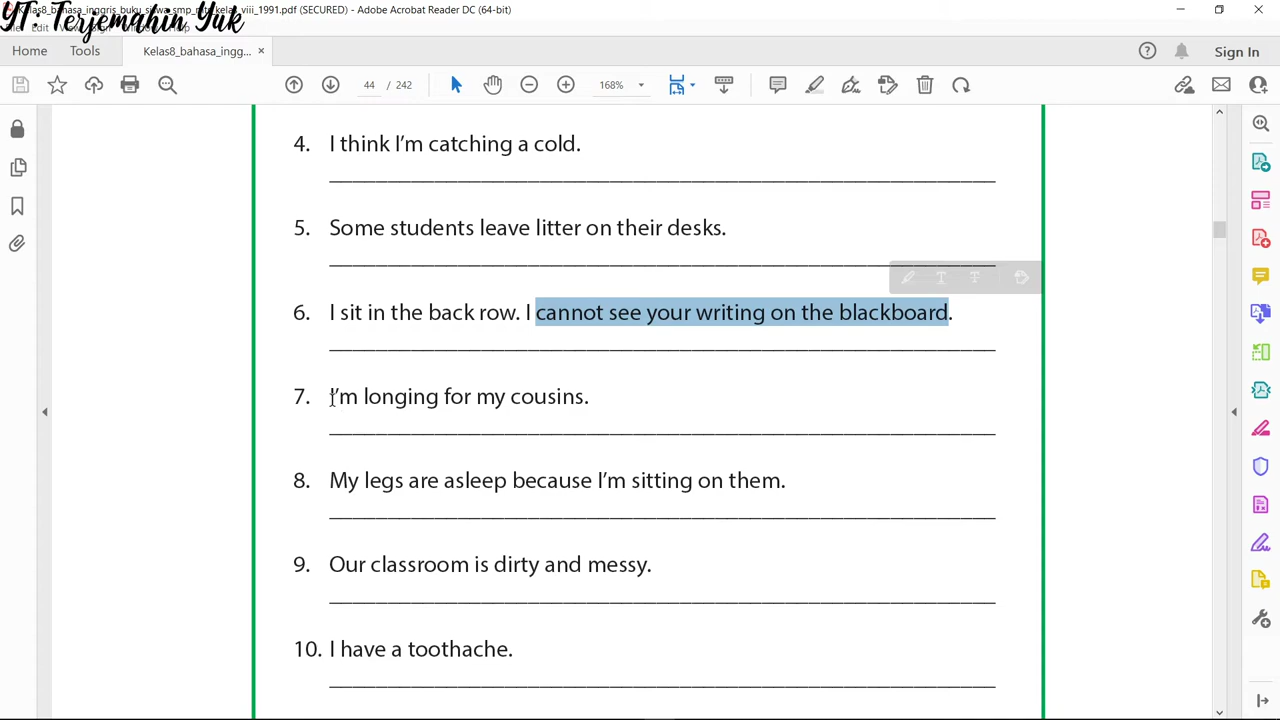 YT: Terjemahin Yuk
Kelas8_bahasa_inggris_buku_siswa_smp_mts_kelas_viii_1991.pdf (SECURED) - Adobe Acrobat Reader DC (64-bit)
Home Tools Kelas8_bahasa_ingg... × Sign In
44 / 242 168%
4. I think I'm catching a cold.
5. Some students leave litter on their desks.
6. I sit in the back row. I cannot see your writing on the blackboard.
7. I'm longing for my cousins.
8. My legs are asleep because I'm sitting on them.
9. Our classroom is dirty and messy.
10. I have a toothache.